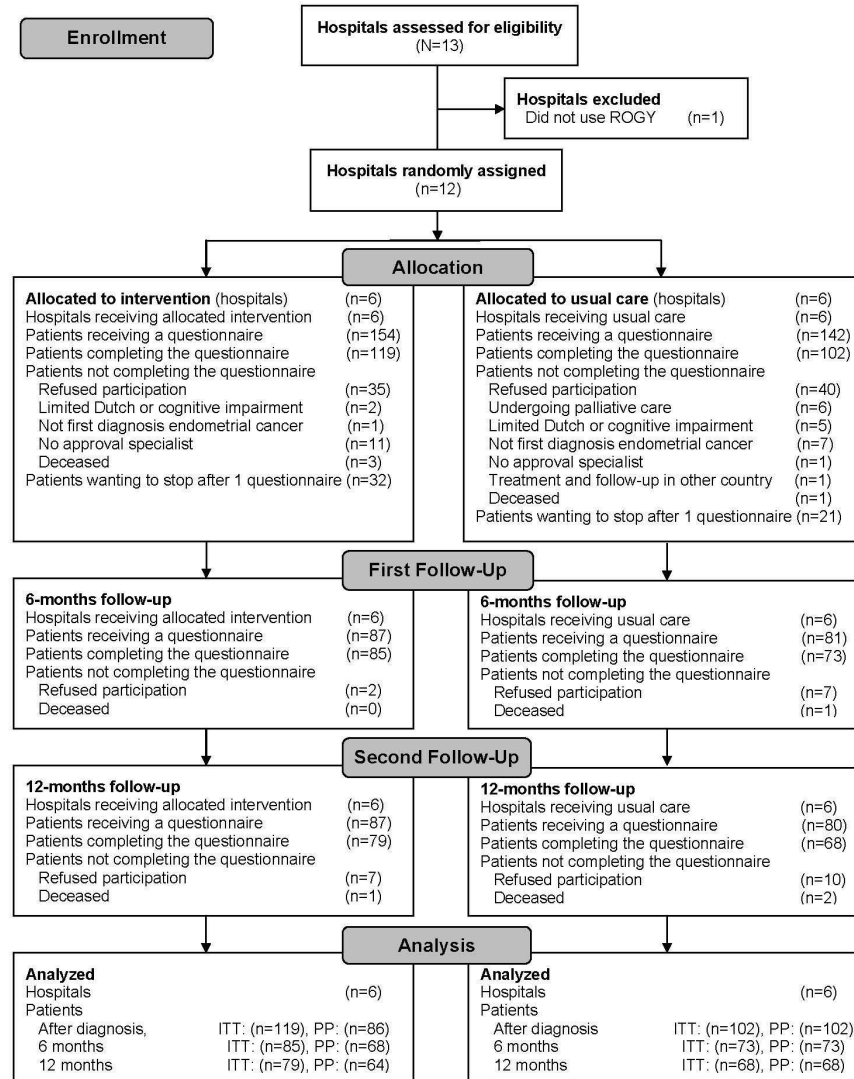 Enrollment
Hospitals assessed for eligibility
(N=13)
Hospitals excluded
Did not use ROGY (n=1)
Hospitals randomly assigned
(n=12)
Allocation
Allocated to intervention (hospitals) (n=6)
Hospitals receiving allocated intervention (n=6)
Patients receiving a questionnaire (n=154)
Patients completing the questionnaire (n=119)
Patients not completing the questionnaire
Refused participation (n=35)
Limited Dutch or cognitive impairment (n=2)
Not first diagnosis endometrial cancer (n=1)
No approval specialist (n=11)
Deceased (n=3)
Patients wanting to stop after 1 questionnaire (n=32)
Allocated to usual care (hospitals) (n=6)
Hospitals receiving usual care (n=6)
Patients receiving a questionnaire (n=142)
Patients completing the questionnaire (n=102)
Patients not completing the questionnaire
Refused participation (n=40)
Undergoing palliative care (n=6)
Limited Dutch or cognitive impairment (n=5)
Not first diagnosis endometrial cancer (n=7)
No approval specialist (n=1)
Treatment and follow-up in other country (n=1)
Deceased (n=1)
Patients wanting to stop after 1 questionnaire (n=21)
First Follow-Up
6-months follow-up
Hospitals receiving allocated intervention (n=6)
Patients receiving a questionnaire (n=87)
Patients completing the questionnaire (n=85)
Patients not completing the questionnaire
Refused participation (n=2)
Deceased (n=0)
6-months follow-up
Hospitals receiving usual care (n=6)
Patients receiving a questionnaire (n=81)
Patients completing the questionnaire (n=73)
Patients not completing the questionnaire
Refused participation (n=7)
Deceased (n=1)
Second Follow-Up
12-months follow-up
Hospitals receiving allocated intervention (n=6)
Patients receiving a questionnaire (n=87)
Patients completing the questionnaire (n=79)
Patients not completing the questionnaire
Refused participation (n=7)
Deceased (n=1)
12-months follow-up
Hospitals receiving usual care (n=6)
Patients receiving a questionnaire (n=80)
Patients completing the questionnaire (n=68)
Patients not completing the questionnaire
Refused participation (n=10)
Deceased (n=2)
Analysis
Analyzed
Hospitals (n=6)
Patients
After diagnosis, ITT: (n=119), PP: (n=86)
6 months ITT: (n=85), PP: (n=68)
12 months ITT: (n=79), PP: (n=64)
Analyzed
Hospitals (n=6)
Patients
After diagnosis ITT: (n=102), PP: (n=102)
6 months ITT: (n=73), PP: (n=73)
12 months ITT: (n=68), PP: (n=68)